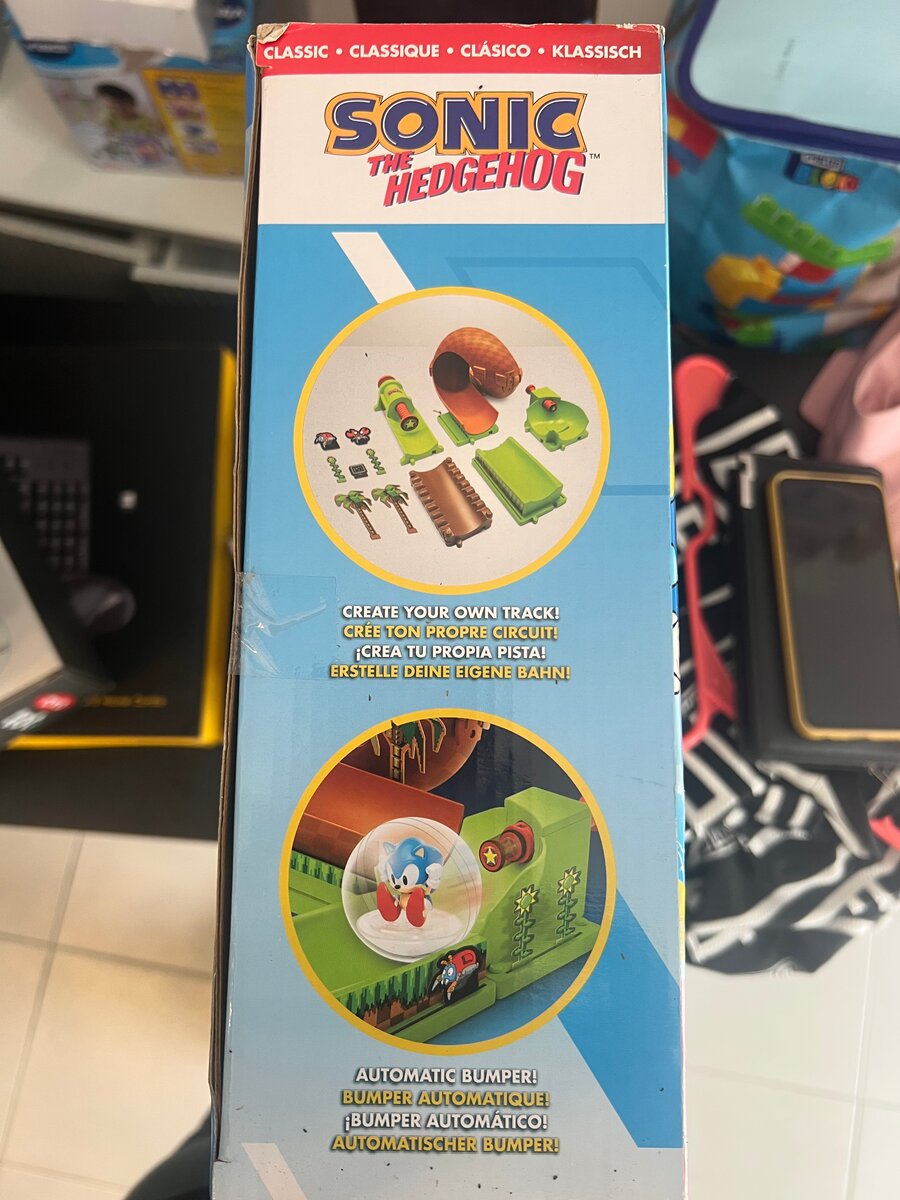 CLASSIC • CLASSIQUE • CLÁSICO • KLASSISCH
SONIC
THE
HEDGEHOG™
CREATE YOUR OWN TRACK!
CRÉE TON PROPRE CIRCUIT!
¡CREA TU PROPIA PISTA!
ERSTELLE DEINE EIGENE BAHN!
AUTOMATIC BUMPER!
BUMPER AUTOMATIQUE!
¡BUMPER AUTOMÁTICO!
AUTOMATISCHER BUMPER!